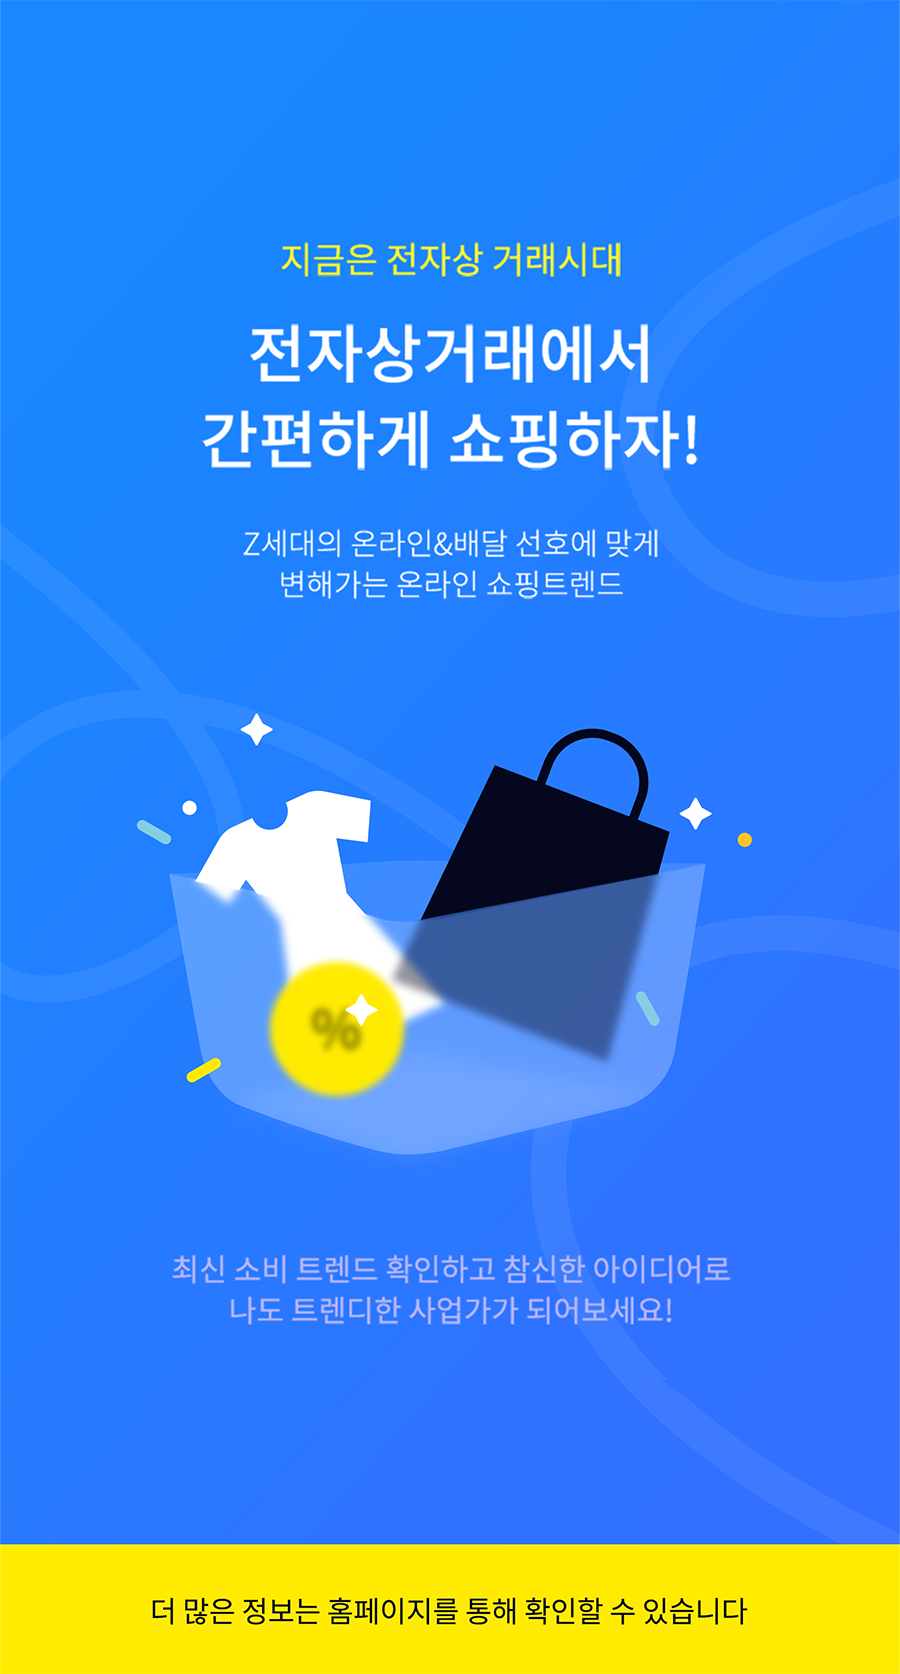 지금은 전자상 거래시대
전자상거래에서
간편하게 쇼핑하자!
Z세대의 온라인&배달 선호에 맞게
변해가는 온라인 쇼핑트렌드
%
최신 소비 트렌드 확인하고 참신한 아이디어로
나도 트렌디한 사업가가 되어보세요!
더 많은 정보는 홈페이지를 통해 확인할 수 있습니다